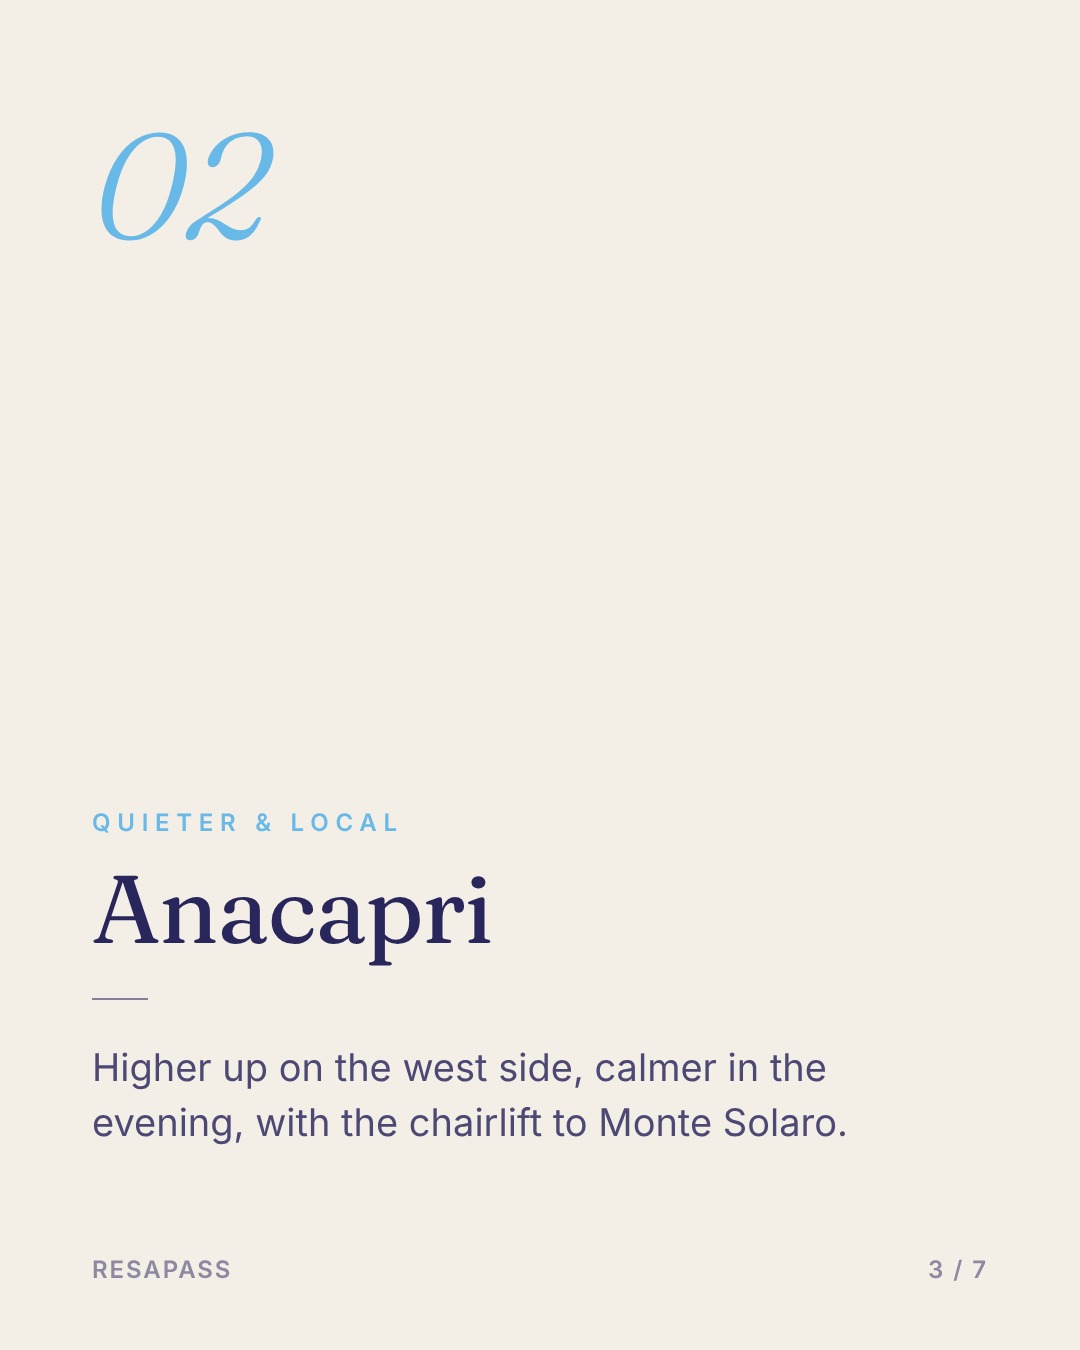 02
QUIETER & LOCAL
Anacapri
Higher up on the west side, calmer in the
evening, with the chairlift to Monte Solaro.
RESAPASS
3 / 7